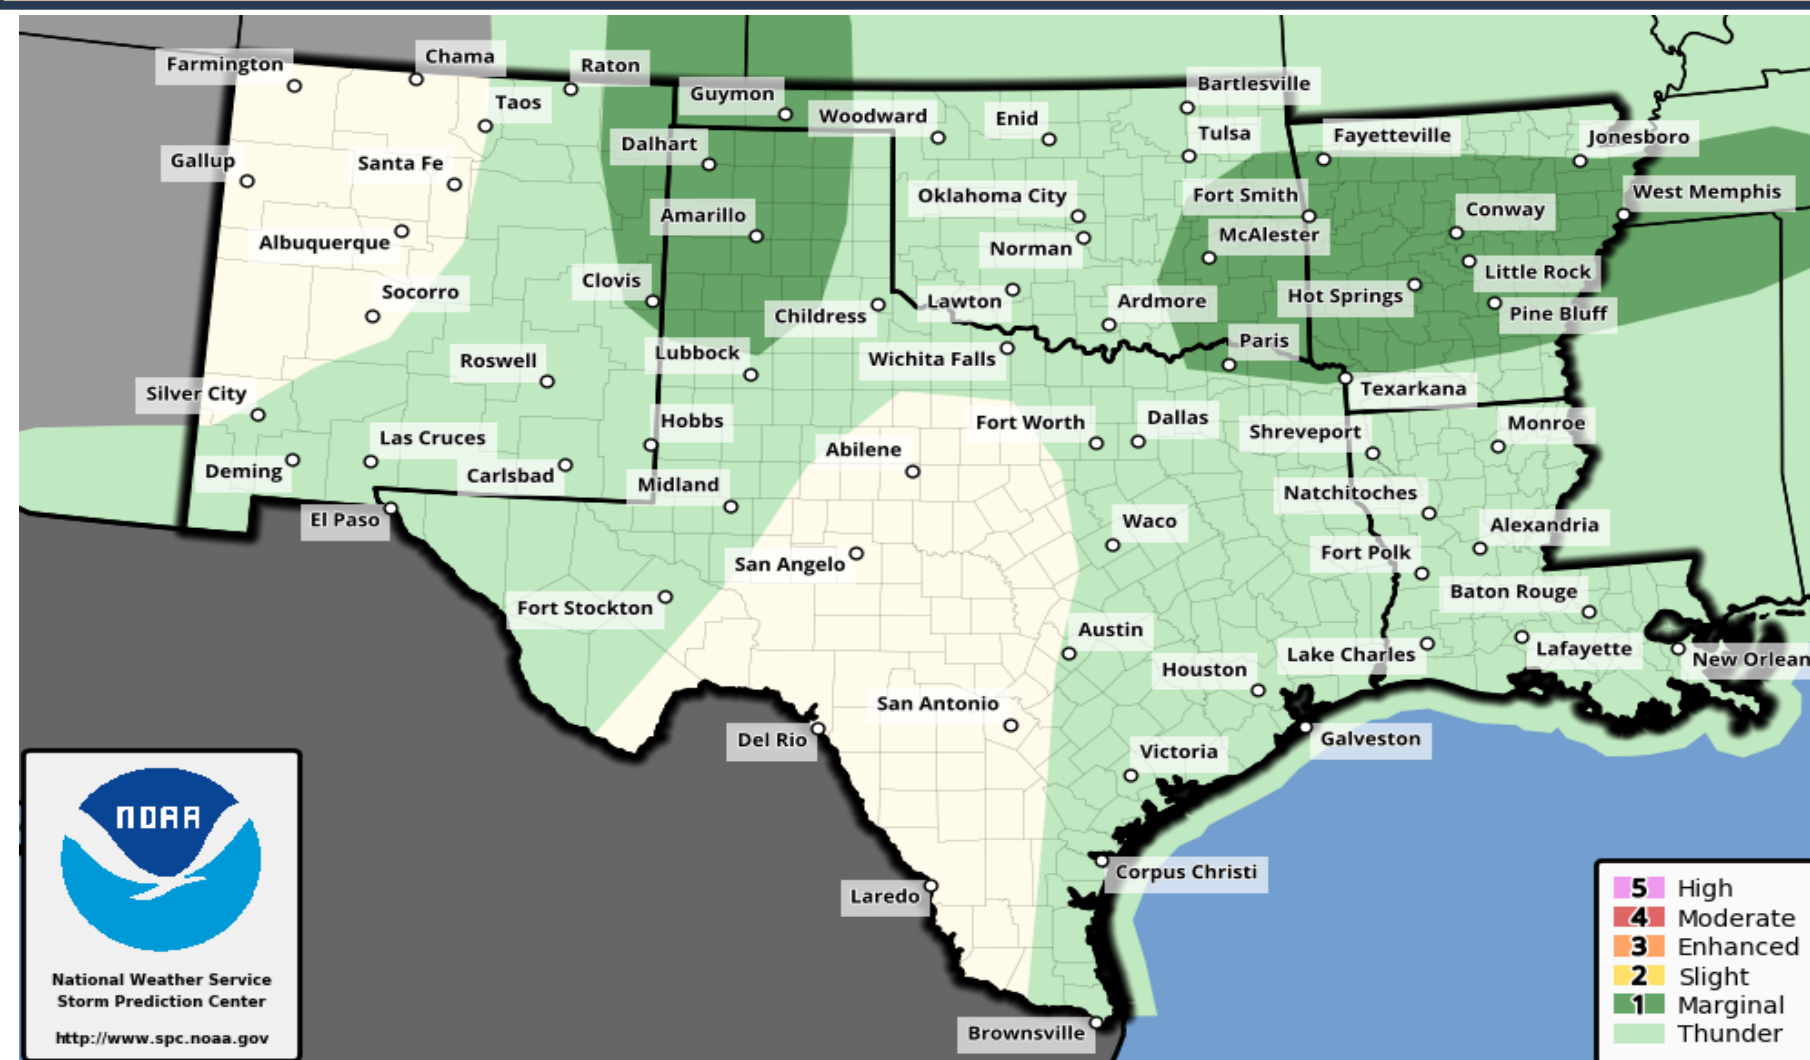 Farmington
Chama
Raton
Taos
Guymon
Woodward
Enid
Bartlesville
Tulsa
Fayetteville
Jonesboro
Dalhart
Gallup
Santa Fe
Oklahoma City
Fort Smith
Conway
West Memphis
Amarillo
Albuquerque
Norman
McAlester
Clovis
Socorro
Childress
Lawton
Ardmore
Hot Springs
Little Rock
Pine Bluff
Roswell
Lubbock
Wichita Falls
Paris
Silver City
Texarkana
Hobbs
Fort Worth
Dallas
Shreveport
Monroe
Las Cruces
Abilene
Deming
Carlsbad
Midland
Natchitoches
El Paso
Waco
Alexandria
San Angelo
Fort Polk
Fort Stockton
Baton Rouge
Austin
Houston
Lake Charles
Lafayette
New Orlean
San Antonio
Del Rio
Victoria
Galveston
Corpus Christi
Laredo
Brownsville
NOAA
National Weather Service
Storm Prediction Center
http://www.spc.noaa.gov
5 High
4 Moderate
3 Enhanced
2 Slight
1 Marginal
Thunder